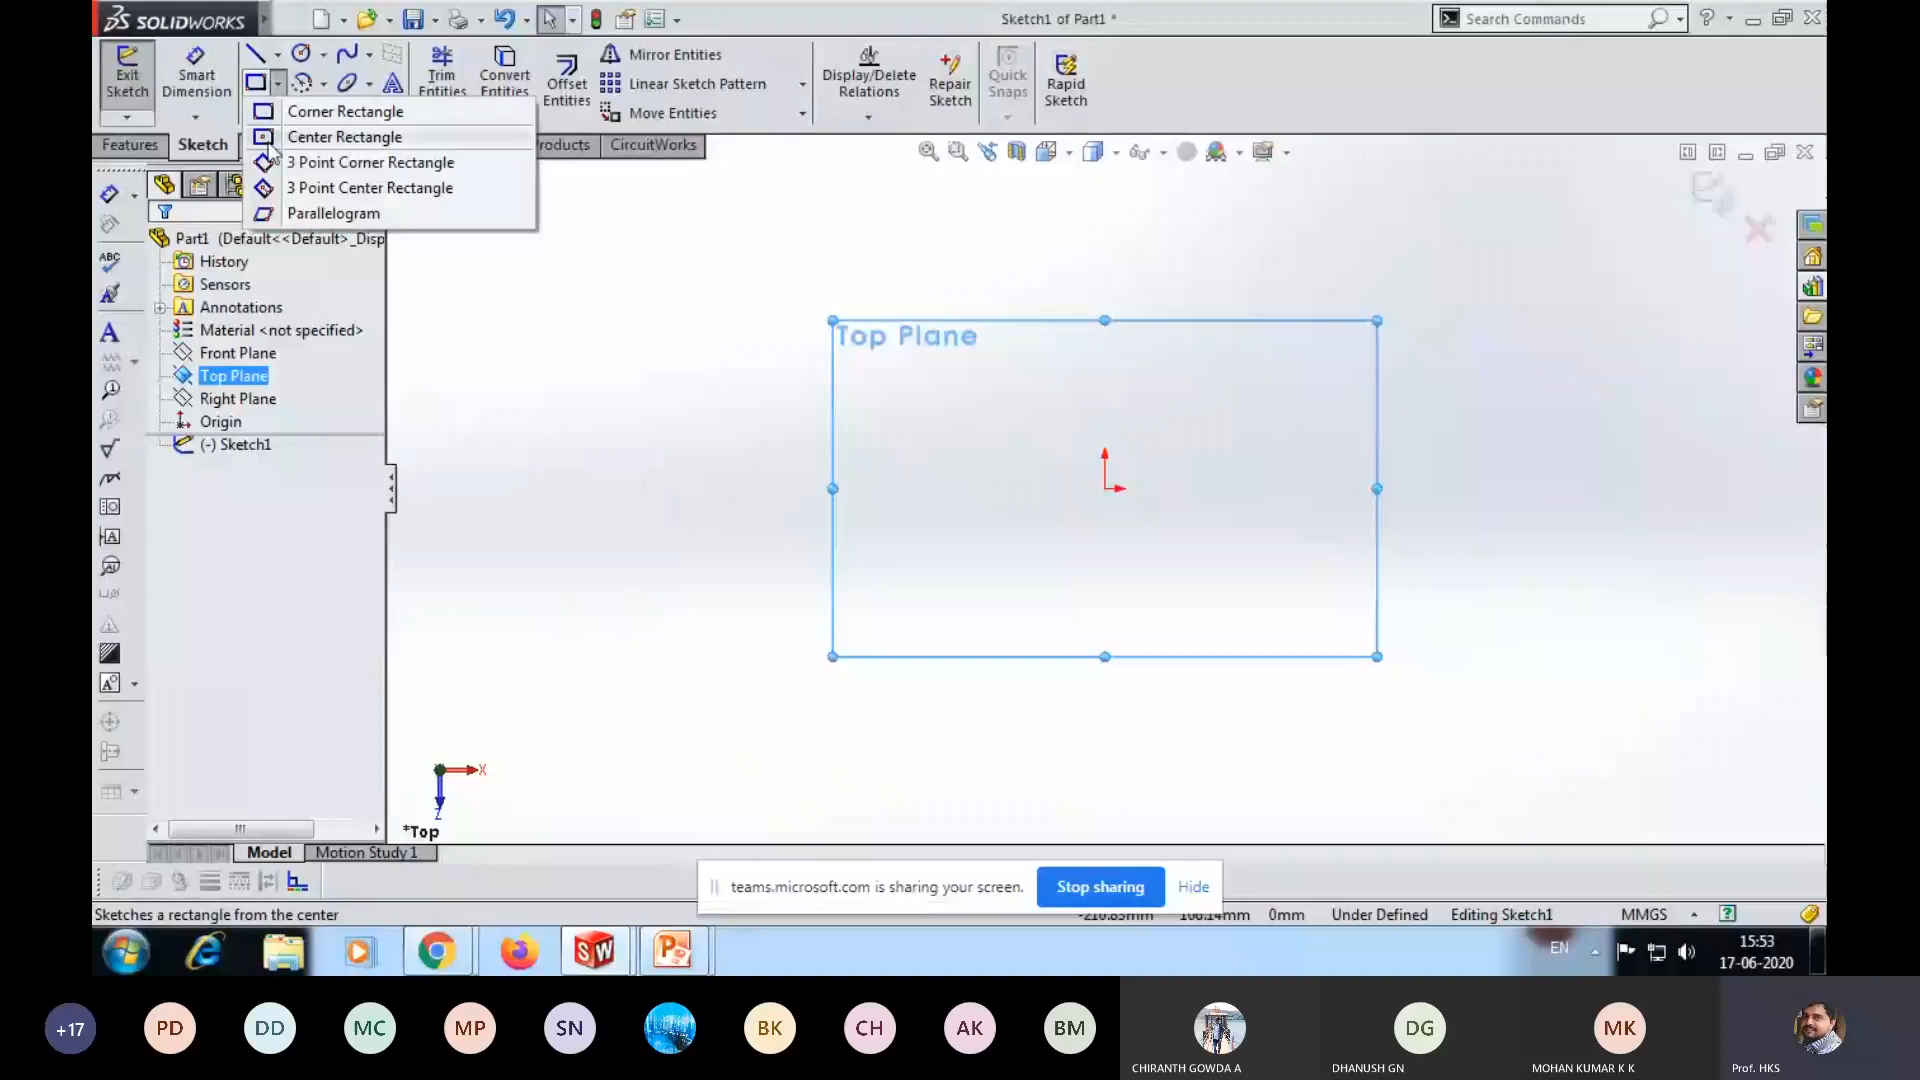 SOLIDWORKS
Sketch1 of Part1 *
Search Commands
Exit Sketch
Smart Dimension
Trim Entities
Convert Entities
Offset Entities
Mirror Entities
Linear Sketch Pattern
Move Entities
Display/Delete Relations
Repair Sketch
Quick Snaps
Rapid Sketch
Corner Rectangle
Center Rectangle
3 Point Corner Rectangle
3 Point Center Rectangle
Parallelogram
Features
Sketch
roducts
CircuitWorks
Part1 (Default<<Default>_Disp
History
Sensors
Annotations
Material <not specified>
Front Plane
Top Plane
Right Plane
Origin
(-) Sketch1
ABC
Top Plane
X
Z
*Top
Model
Motion Study 1
teams.microsoft.com is sharing your screen.
Stop sharing
Hide
Sketches a rectangle from the center
0mm
Under Defined
Editing Sketch1
MMGS
EN
15:53
17-06-2020
+17
PD
DD
MC
MP
SN
BK
CH
AK
BM
DG
MK
CHIRANTH GOWDA A
DHANUSH GN
MOHAN KUMAR K K
Prof. HKS